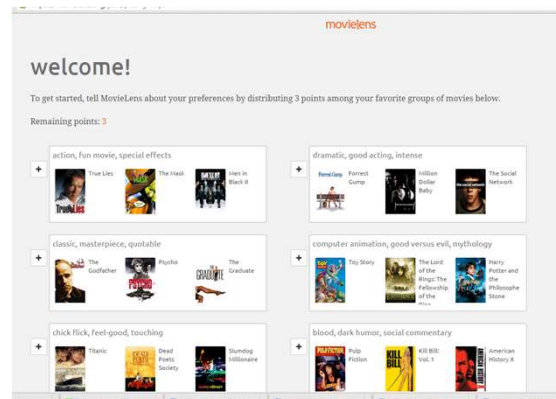 movielens
welcome!
To get started, tell MovieLens about your preferences by distributing 3 points among your favorite groups of movies below.
Remaining points: 3
action, fun movie, special effects
+
True Lies
The Mask
Men in
Black II
dramatic, good acting, intense
+
Forrest
Gump
Million
Dollar
Baby
The Social
Network
classic, masterpiece, quotable
+
The
Godfather
Psycho
The
Graduate
computer animation, good versus evil, mythology
+
Toy Story
The Lord
of the
Rings: The
Fellowship
of the
Harry
Potter and
the
Philosophe
Stone
chick flick, feel-good, touching
+
Titanic
Dead
Poets
Society
Slumdog
Millionaire
blood, dark humor, social commentary
+
Pulp
Fiction
Kill Bill:
Vol. 1
American
History X